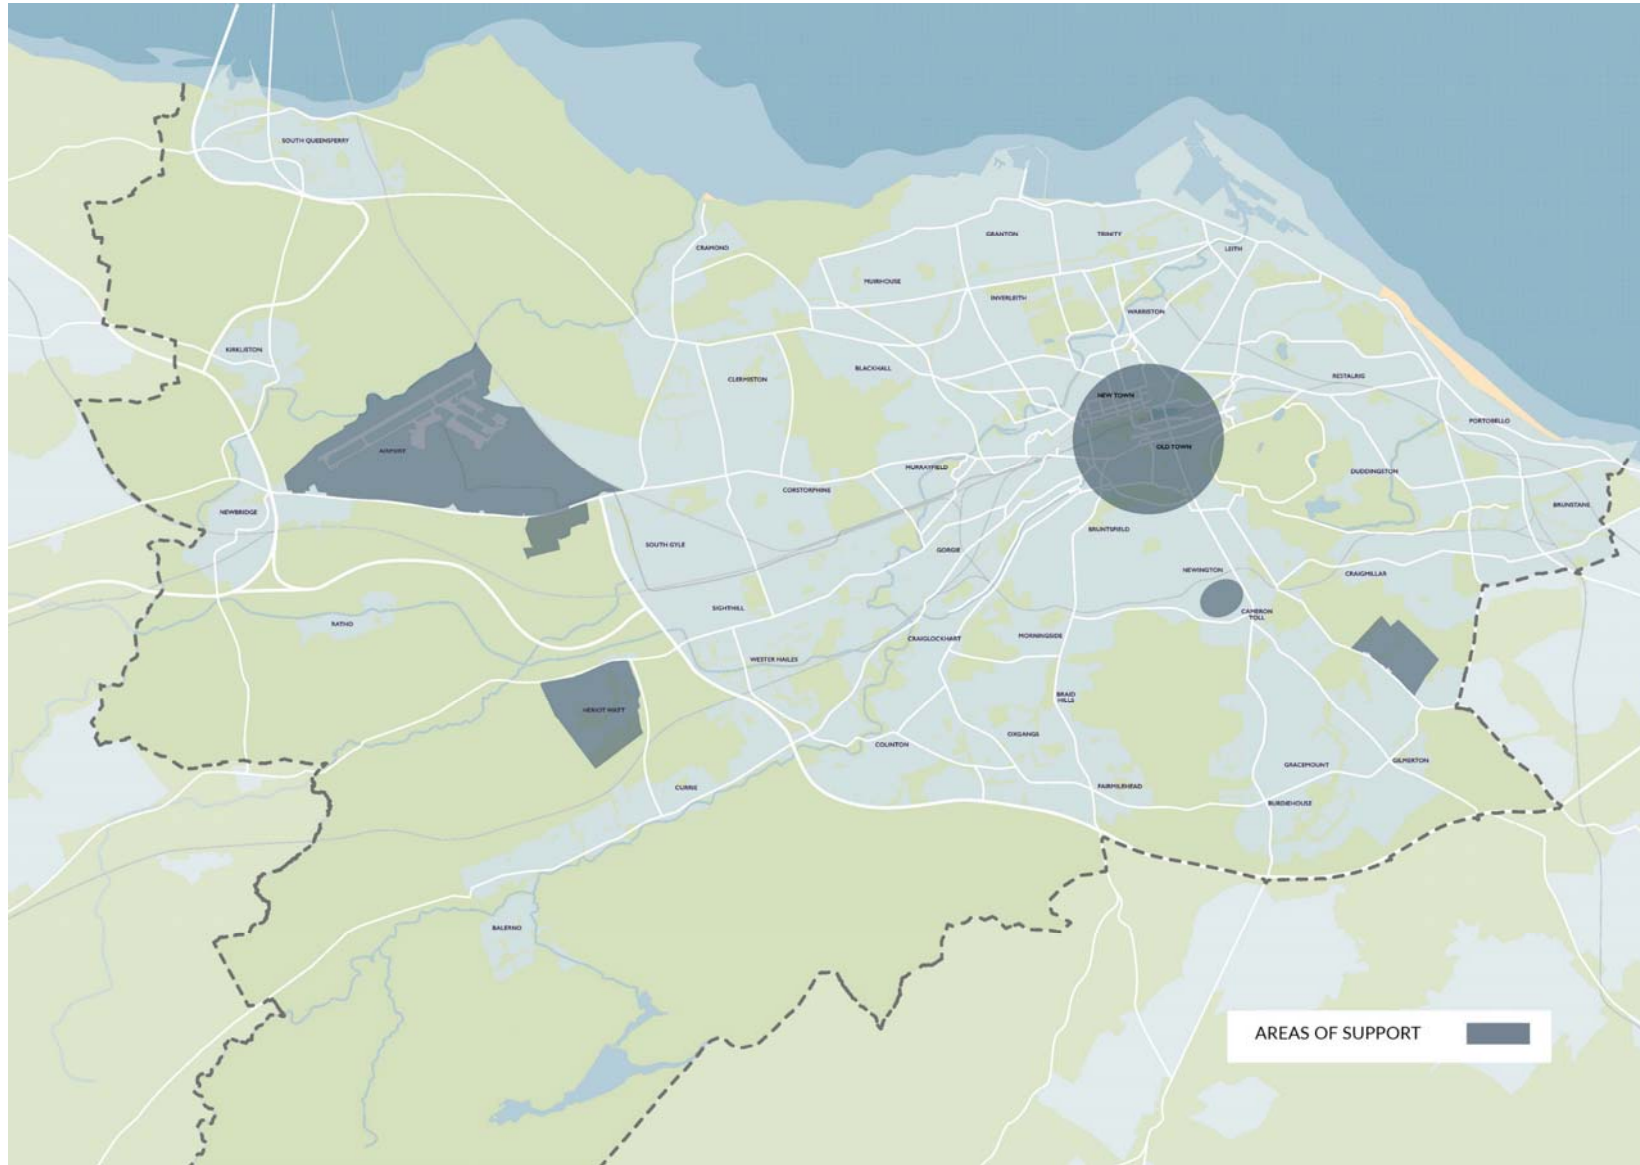 SOUTH QUEENSFERRY
CRAMOND
GRANTON
TRINITY
LEITH
MUIRHOUSE
INVERLEITH
WARRISTON
KIRKLISTON
CLERMISTON
BLACKHALL
RESTALRIG
NEW TOWN
PORTOBELLO
AIRPORT
OLD TOWN
MURRAYFIELD
DUDDINGSTON
CORSTORPHINE
NEWBRIDGE
BRUNSTANE
BRUNTSFIELD
SOUTH GYLE
GORGIE
NEWINGTON
CRAIGMILLAR
SIGHTHILL
CAMERON
TOLL
RATHO
CRAIGLOCKHART
MORNINGSIDE
WESTER HAILES
BRAID
HILLS
HERIOT WATT
OXGANGS
COLINTON
GRACEMOUNT
GILMERTON
CURRIE
FAIRMILEHEAD
BURDIEHOUSE
BALERNO
AREAS OF SUPPORT